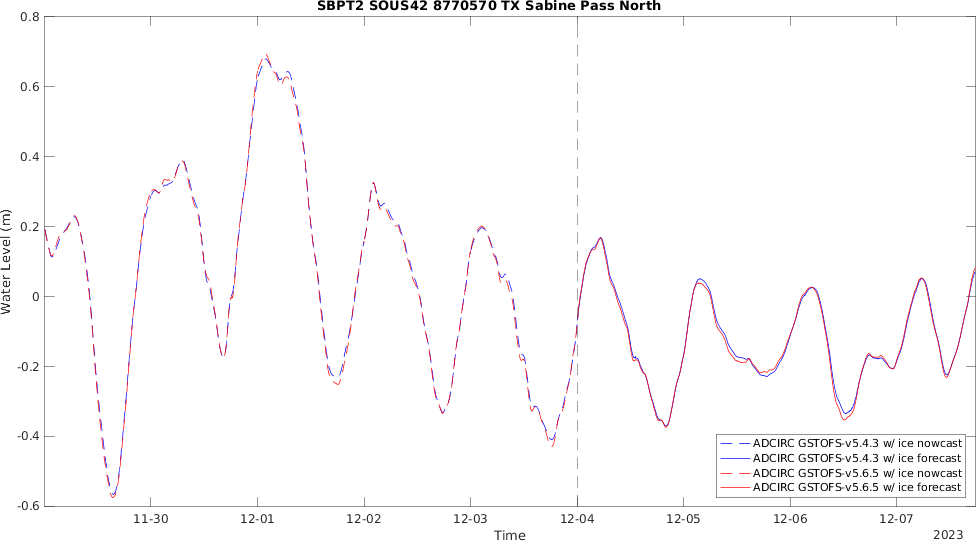 SBPT2 SOUS42 8770570 TX Sabine Pass North
0.8
0.6
0.4
0.2
0
-0.2
-0.4
-0.6
Water Level (m)
11-30 12-01 12-02 12-03 12-04 12-05 12-06 12-07
Time
2023
ADCIRC GSTOFS-v5.4.3 w/ ice nowcast
ADCIRC GSTOFS-v5.4.3 w/ ice forecast
ADCIRC GSTOFS-v5.6.5 w/ ice nowcast
ADCIRC GSTOFS-v5.6.5 w/ ice forecast